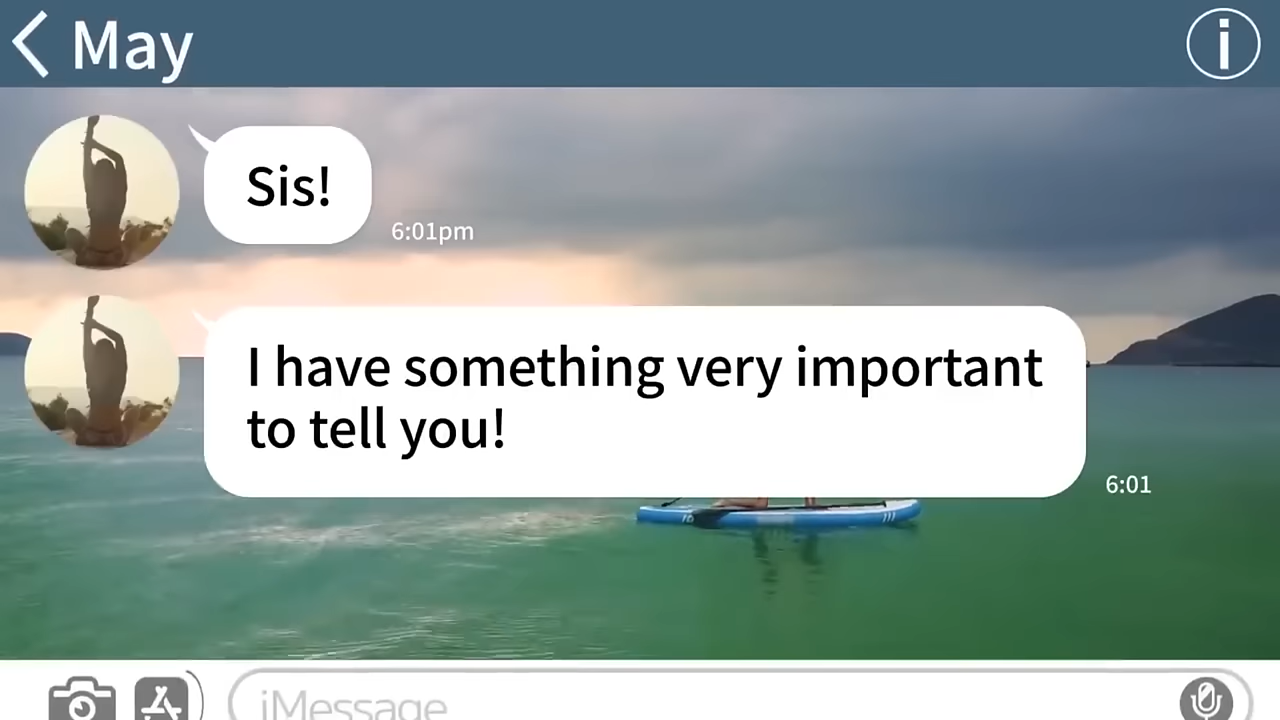 May
Sis!
6:01pm
I have something very important
to tell you!
6:01
iMessage